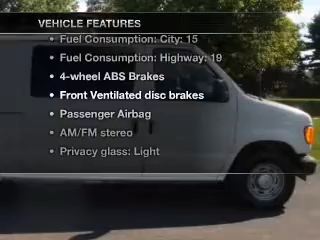 VEHICLE FEATURES
• Fuel Consumption: City: 15
• Fuel Consumption: Highway: 19
• 4-wheel ABS Brakes
• Front Ventilated disc brakes
• Passenger Airbag
• AM/FM stereo
• Privacy glass: Light